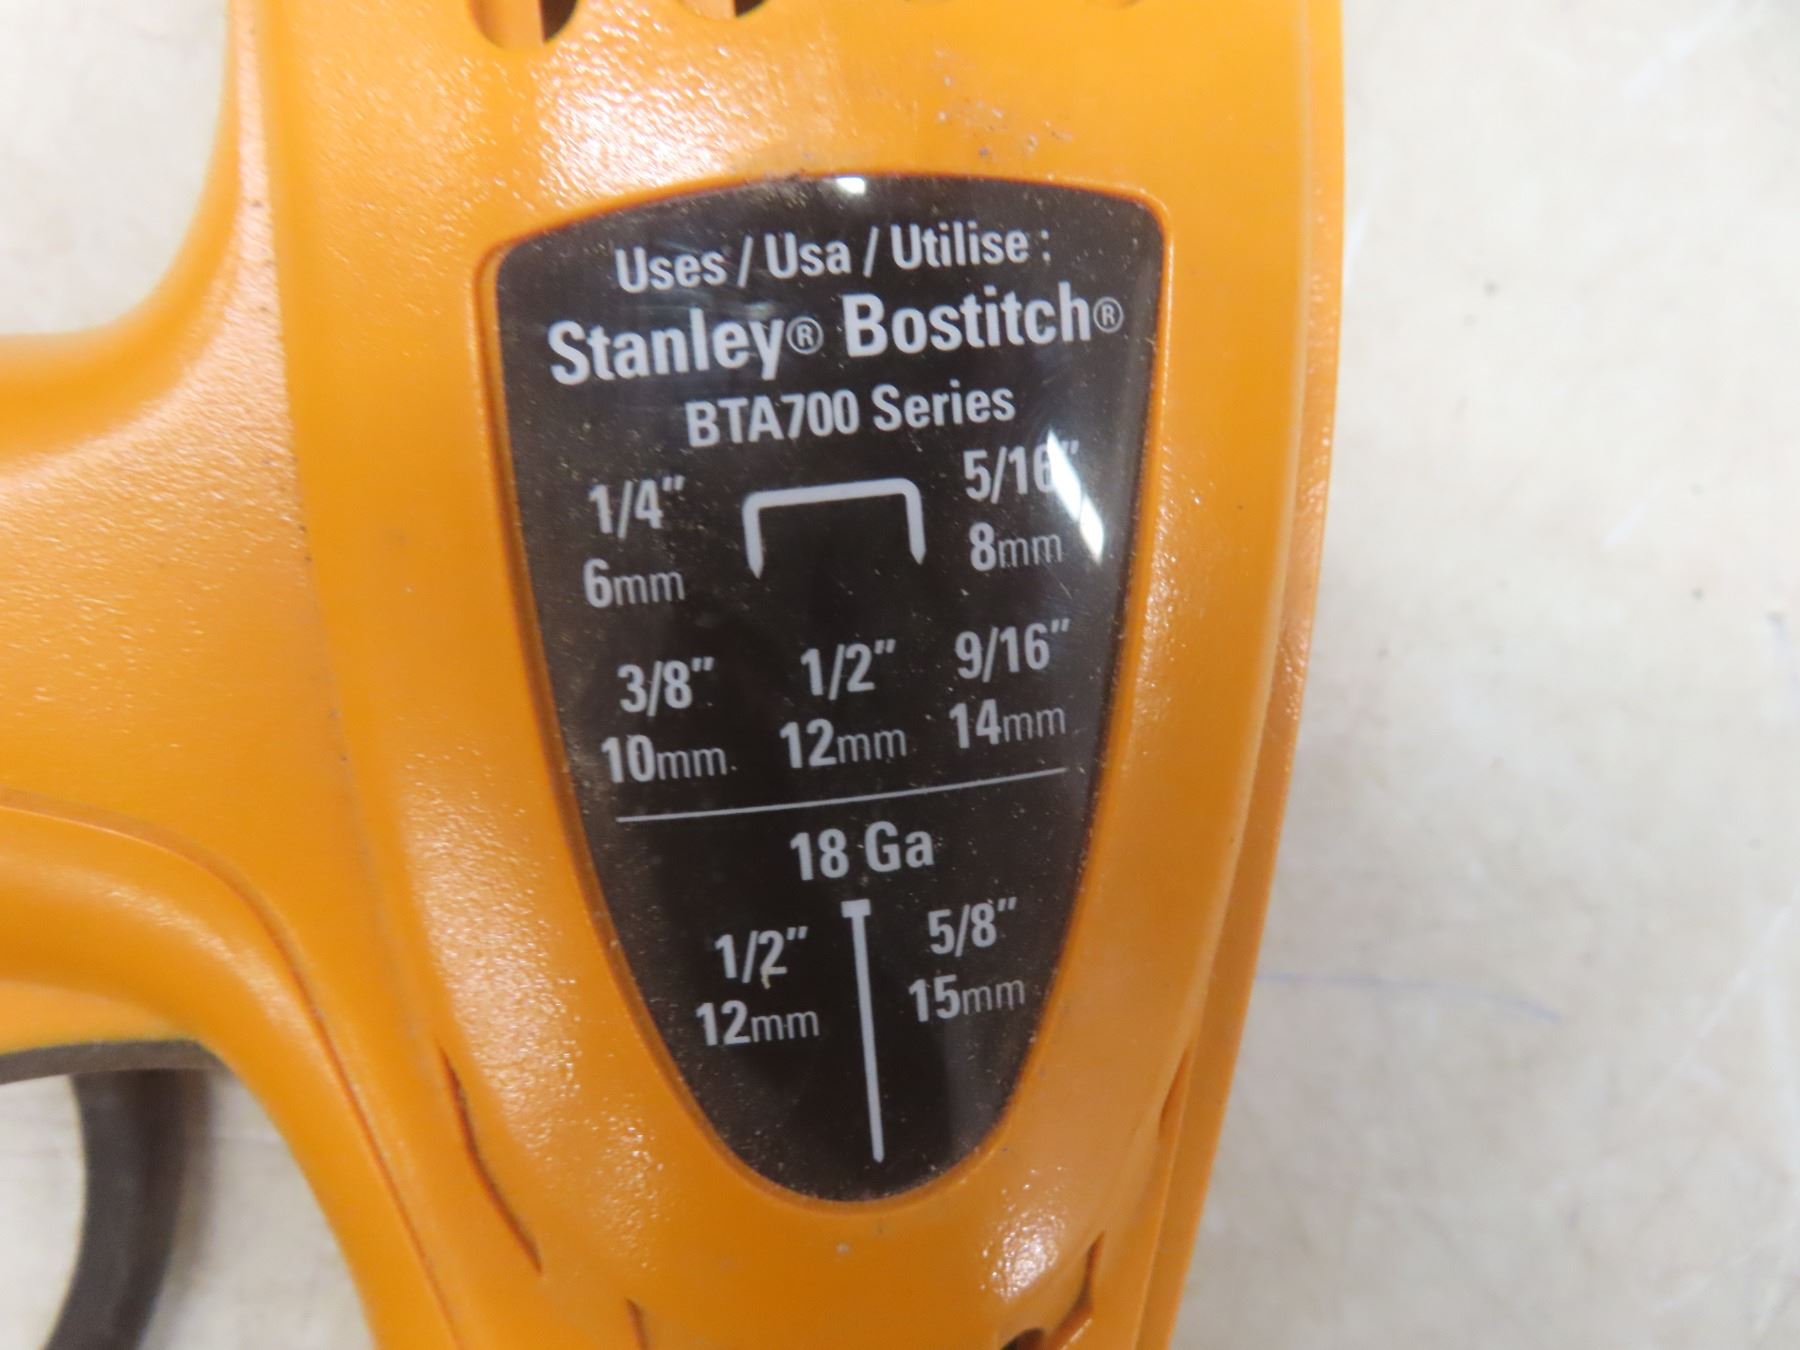 Uses / Usa / Utilise :
Stanley® Bostitch®
BTA700 Series
1/4" 5/16"
6mm 8mm
3/8" 1/2" 9/16"
10mm 12mm 14mm
18 Ga
1/2" 5/8"
12mm 15mm